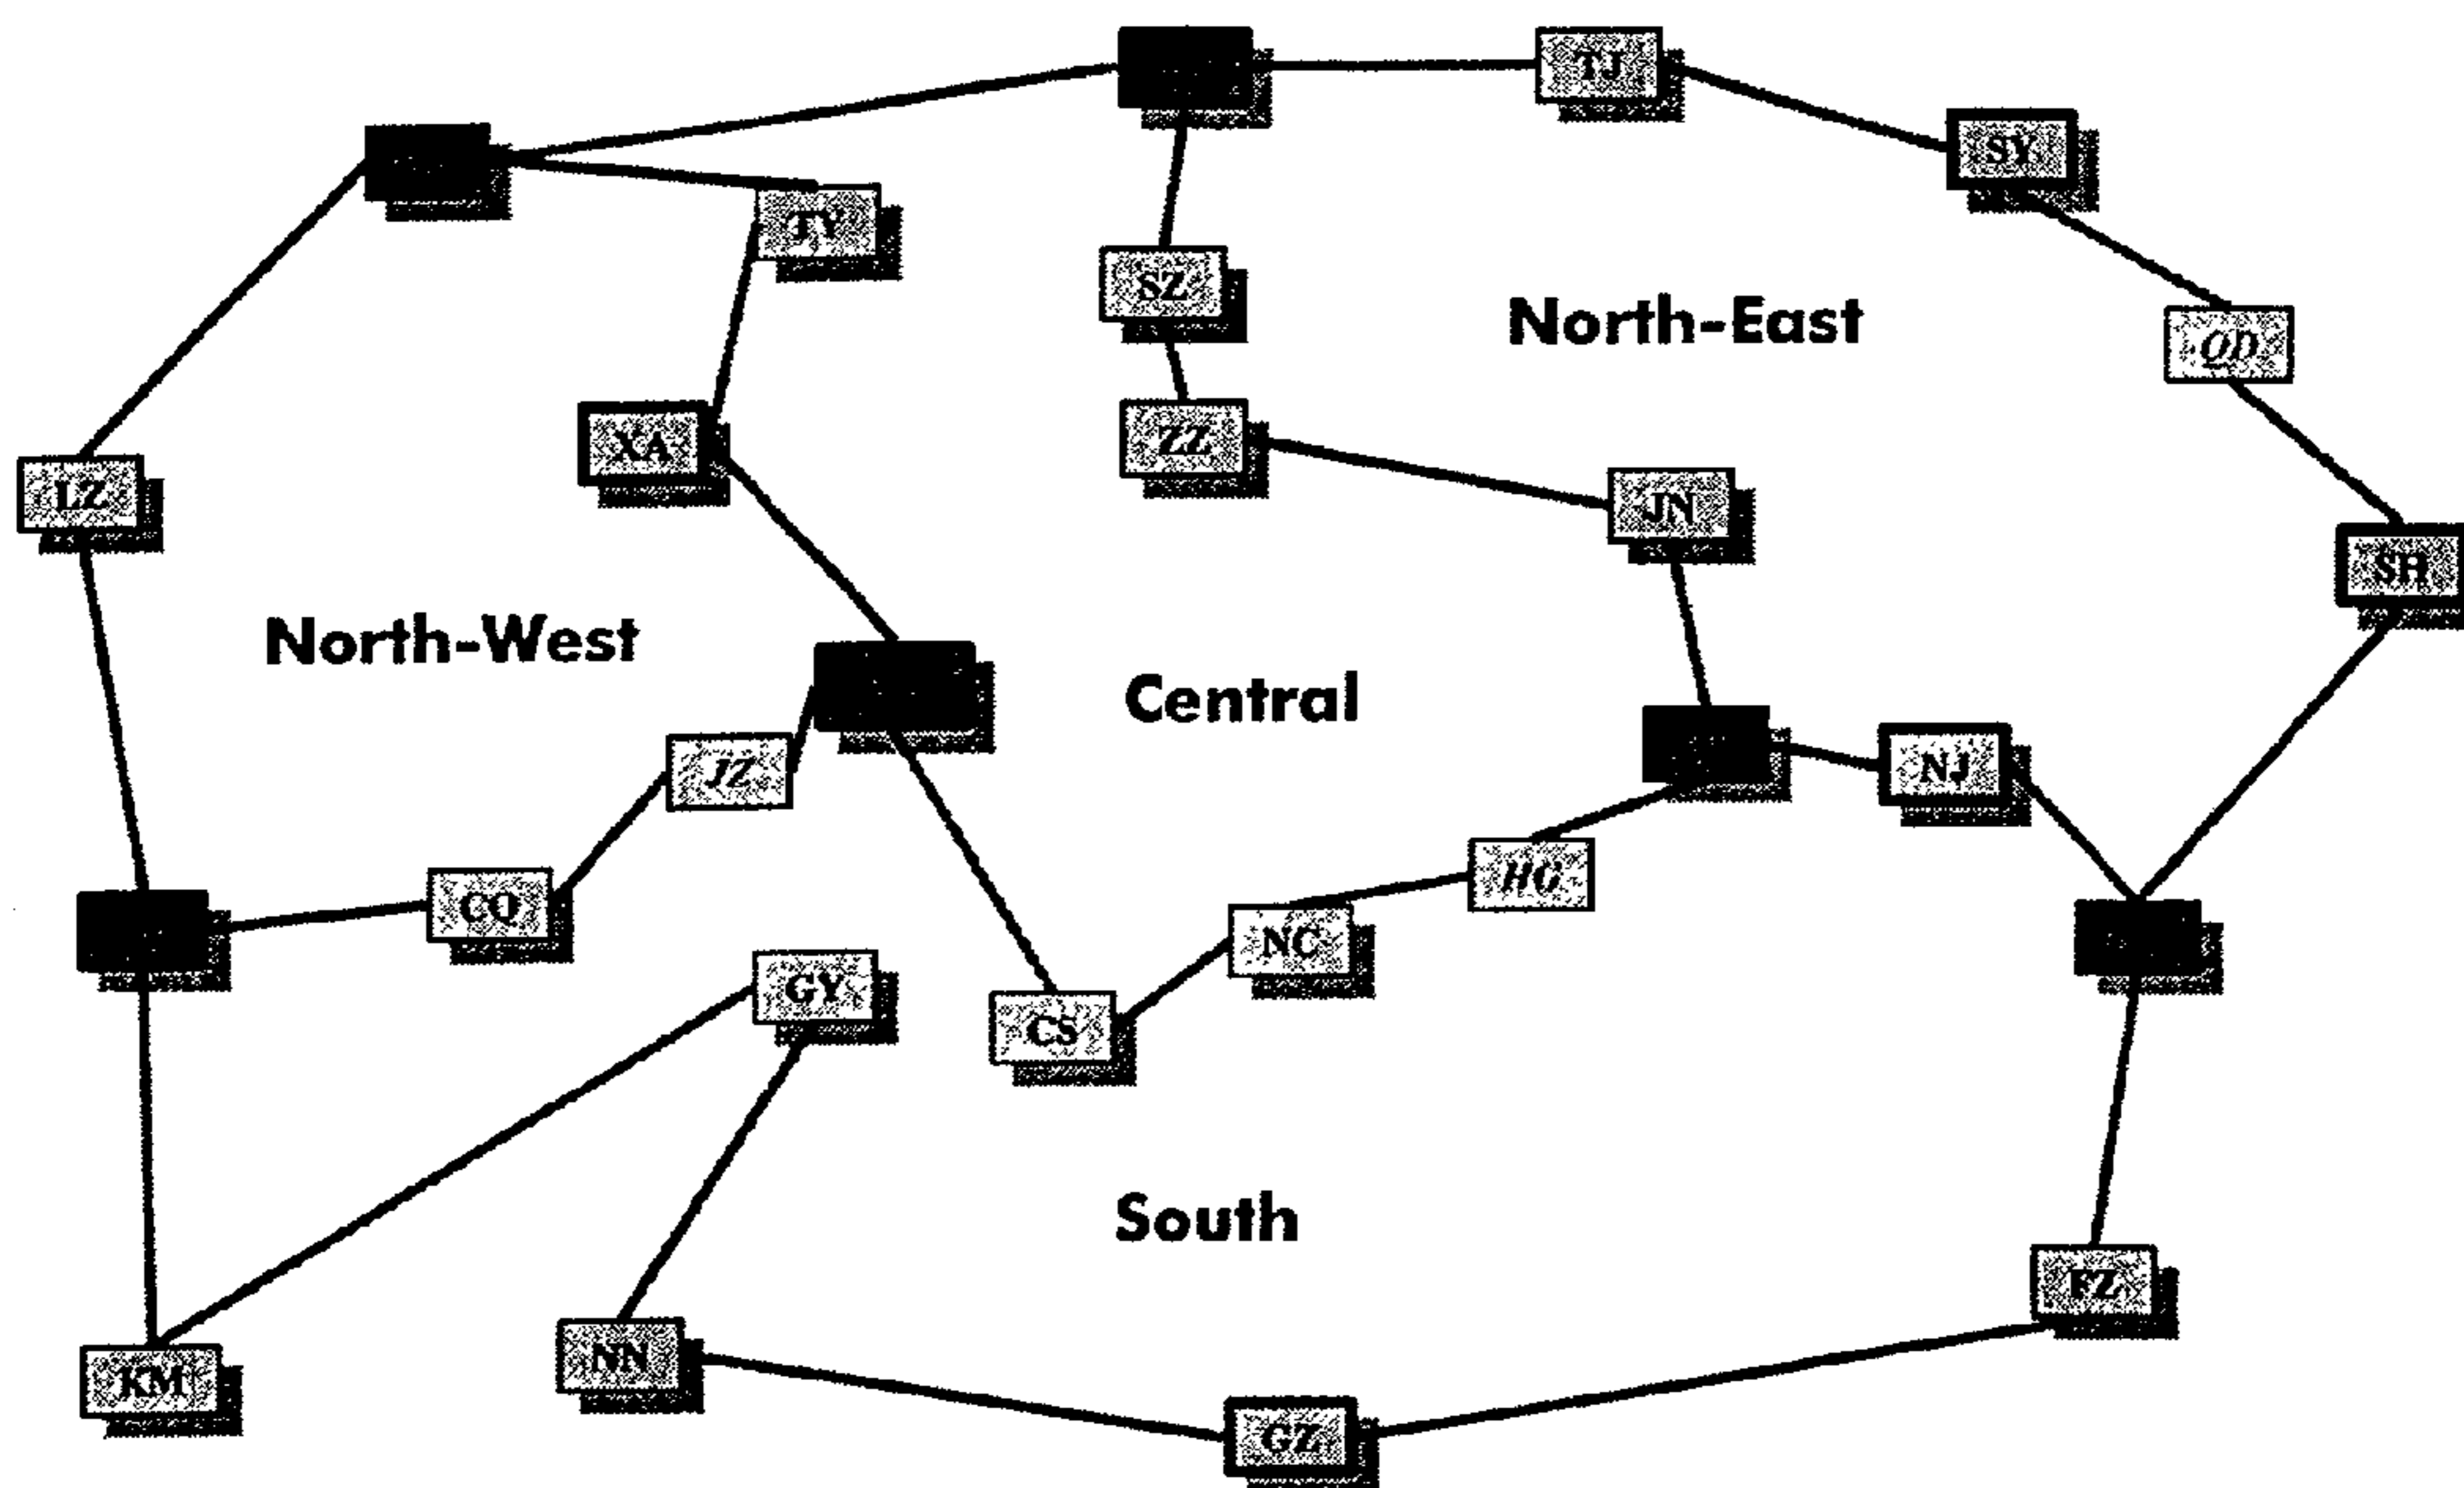 TJ
SY
TY
SZ
North-East
QD
XA
ZZ
LZ
JN
SH
North-West
Central
JZ
NJ
CQ
HG
NC
GY
CS
South
FZ
NN
KM
GZ